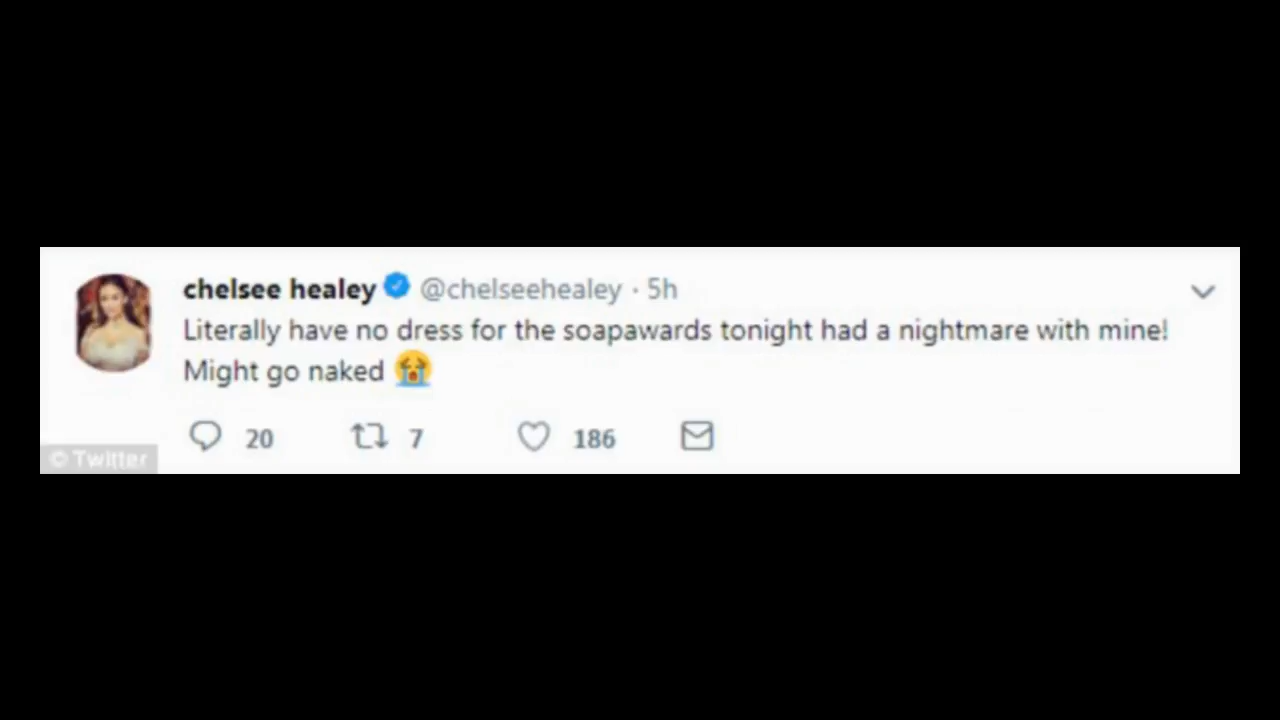 chelsee healey @chelseehealey · 5h
Literally have no dress for the soapawards tonight had a nightmare with mine!
Might go naked 😭
20 7 186
© Twitter